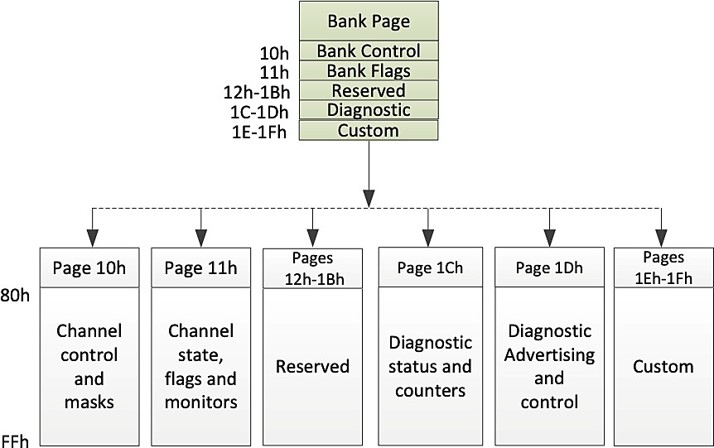 Bank Page
10h Bank Control
11h Bank Flags
12h-1Bh Reserved
1C-1Dh Diagnostic
1E-1Fh Custom
Page 10h
Page 11h
Pages
12h-1Bh
Page 1Ch
Page 1Dh
Pages
1Eh-1Fh
80h
Channel
control
and
masks
Channel
state,
flags and
monitors
Reserved
Diagnostic
status and
counters
Diagnostic
Advertising
and
control
Custom
FFh